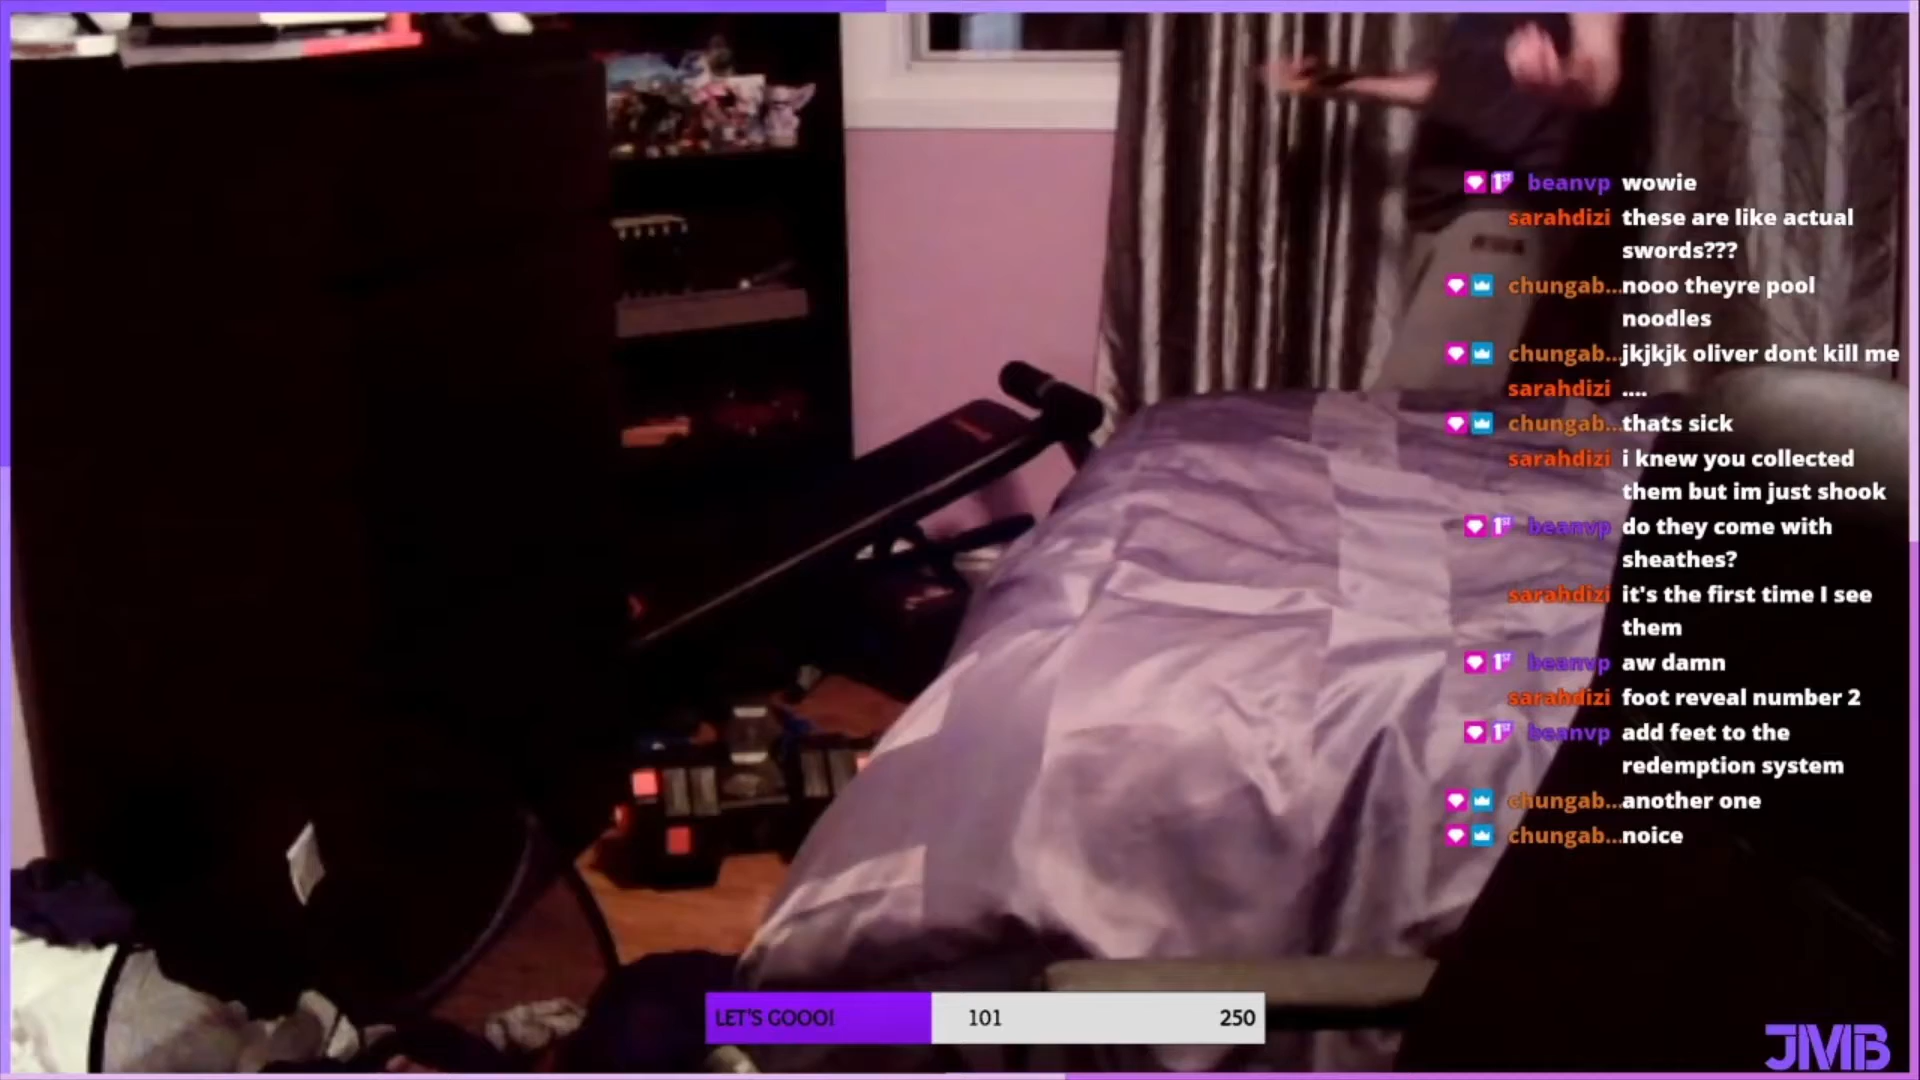 beanvp wowie
sarahdizi these are like actual
swords???
chungab...nooo theyre pool
noodles
chungab...jkjkjk oliver dont kill me
sarahdizi ....
chungab...thats sick
sarahdizi i knew you collected
them but im just shook
beanvp do they come with
sheathes?
sarahdizi it's the first time I see
them
beanvp aw damn
sarahdizi foot reveal number 2
beanvp add feet to the
redemption system
chungab...another one
chungab...noice
LET'S GOOO! 101 250
JMB